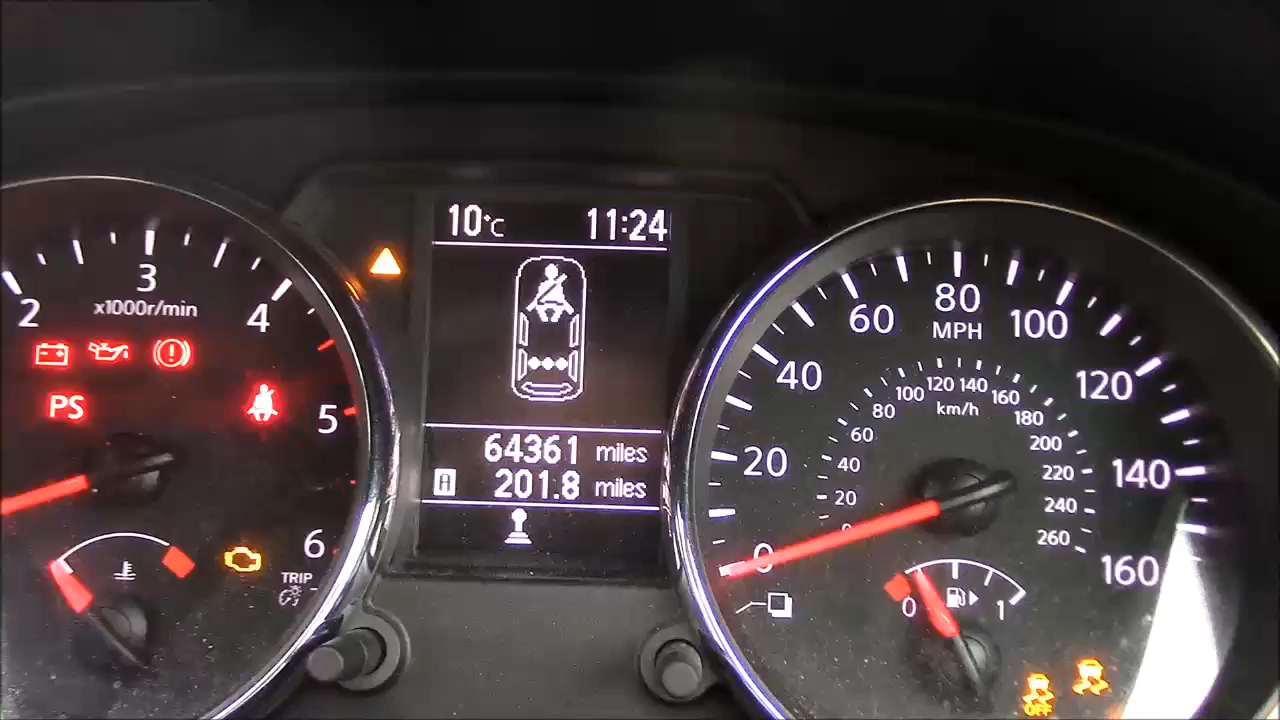 10°C 11:24
64361 miles
A 201.8 miles
2 3 4 5 6
x1000r/min
PS
TRIP
0 20 40 60 80 100 120 140 160
MPH
0 20 40 60 80 100 120 140 160 180 200 220 240 260
km/h
0 1
OFF